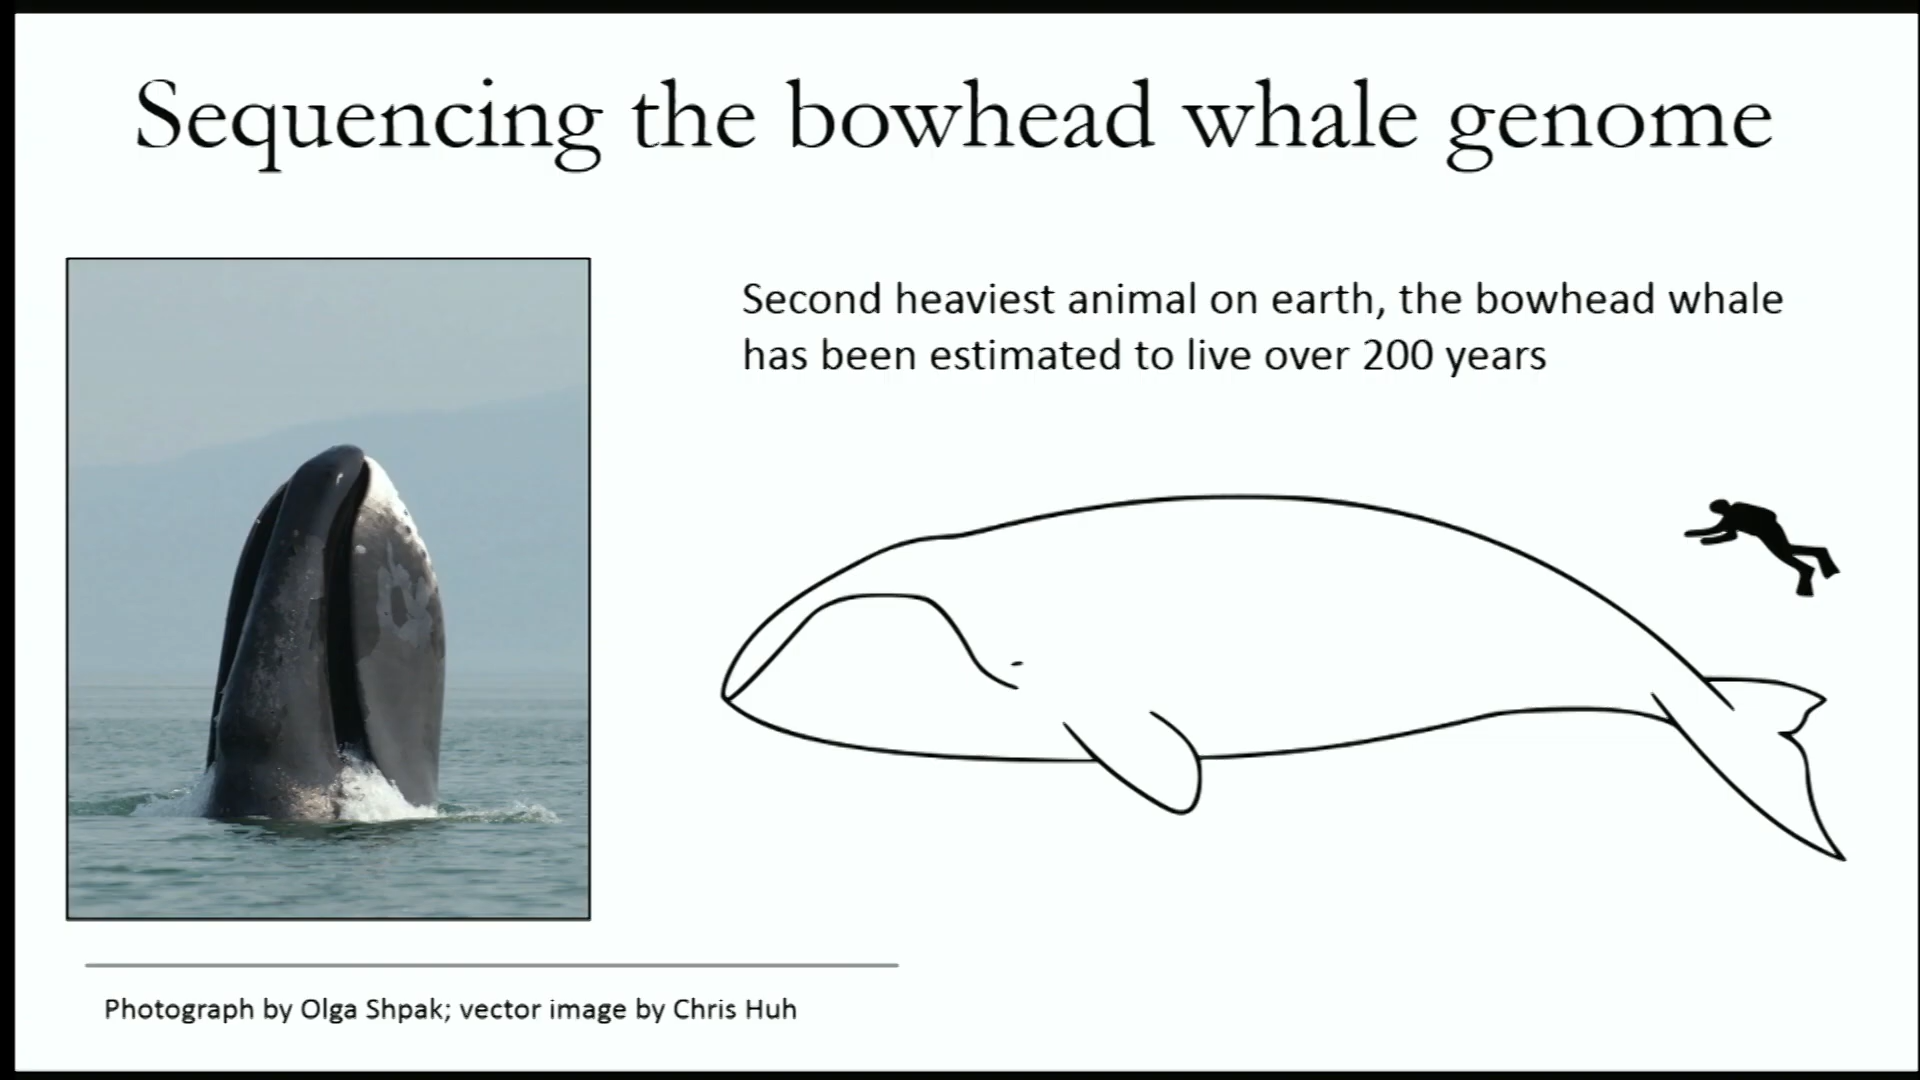 Sequencing the bowhead whale genome
Second heaviest animal on earth, the bowhead whale
has been estimated to live over 200 years
Photograph by Olga Shpak; vector image by Chris Huh